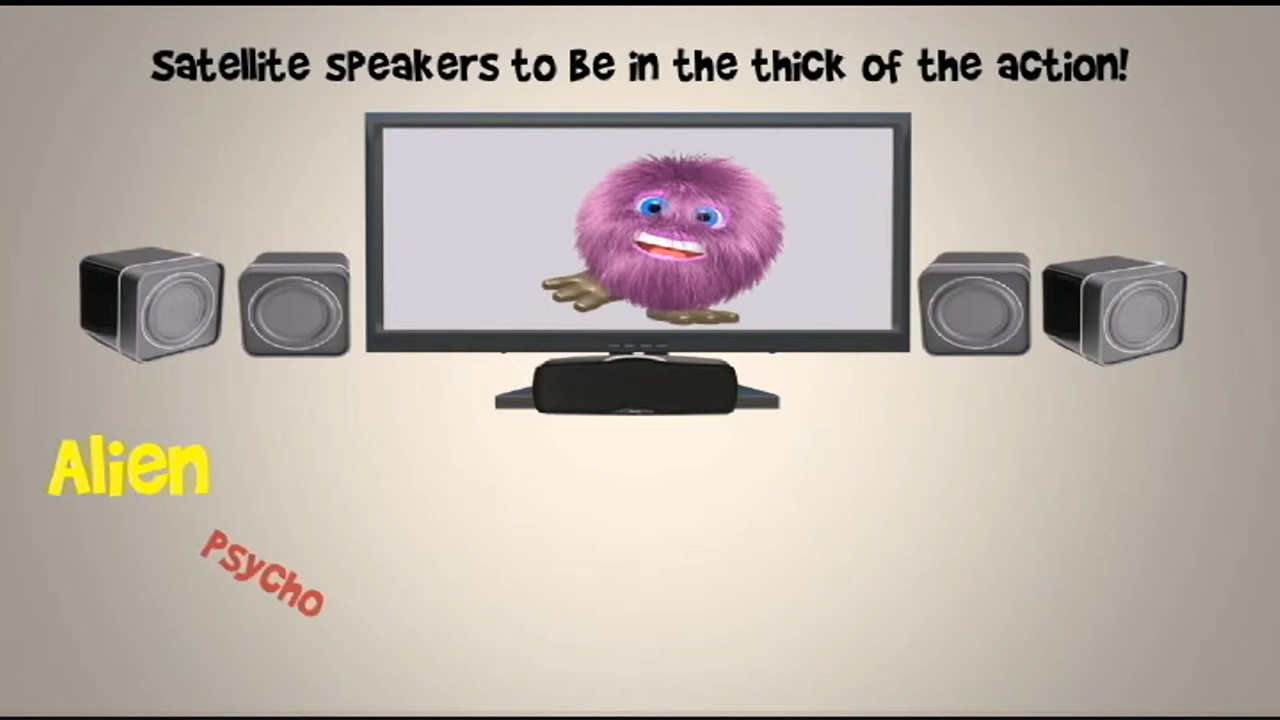 Satellite speakers to Be in the thick of the action!
Alien
Psycho